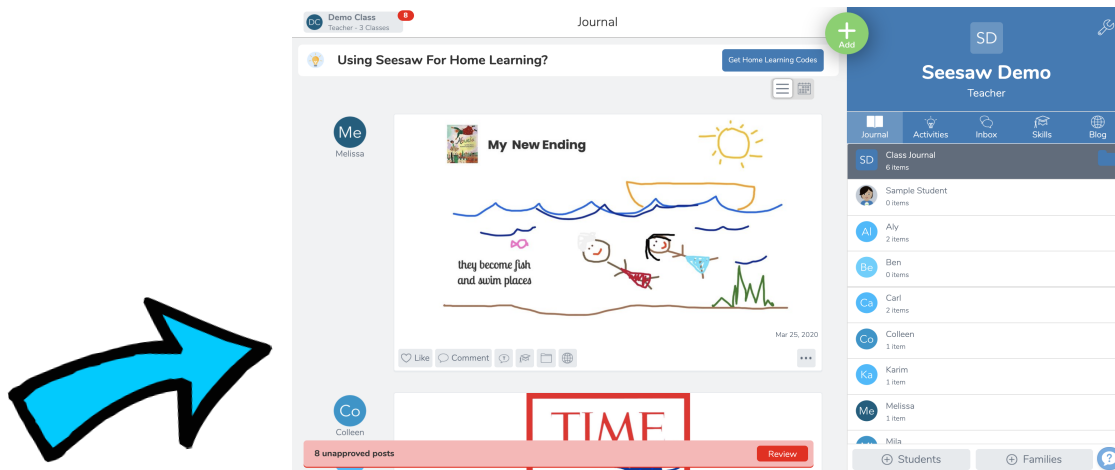 DC
Demo Class
Teacher - 3 Classes
8
Journal
Add
Using Seesaw For Home Learning?
Get Home Learning Codes
Me
Melissa
My New Ending
they become fish
and swim places
Mar 25, 2020
Like
Comment
Co
Colleen
TIME
8 unapproved posts
Review
SD
Seesaw Demo
Teacher
Journal
Activities
Inbox
Skills
Blog
SD
Class Journal
6 items
Sample Student
0 items
Al
Aly
2 items
Be
Ben
0 items
Ca
Carl
2 items
Co
Colleen
1 item
Ka
Karim
1 item
Me
Melissa
1 item
Mila
Students
Families
?